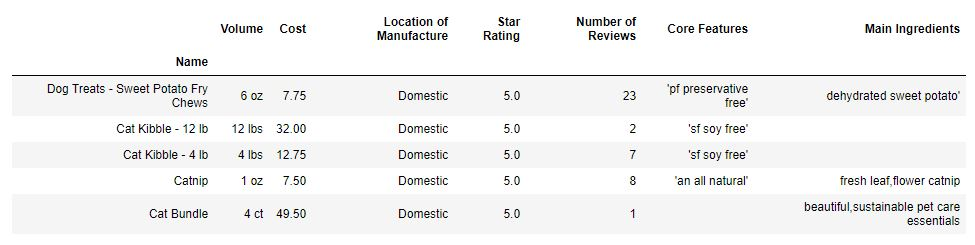 Volume Cost Location of Manufacture Star Rating Number of Reviews Core Features Main Ingredients
Name
Dog Treats - Sweet Potato Fry Chews 6 oz 7.75 Domestic 5.0 23 'pf preservative free' dehydrated sweet potato'
Cat Kibble - 12 lb 12 lbs 32.00 Domestic 5.0 2 'sf soy free'
Cat Kibble - 4 lb 4 lbs 12.75 Domestic 5.0 7 'sf soy free'
Catnip 1 oz 7.50 Domestic 5.0 8 'an all natural' fresh leaf,flower catnip
Cat Bundle 4 ct 49.50 Domestic 5.0 1 beautiful,sustainable pet care essentials